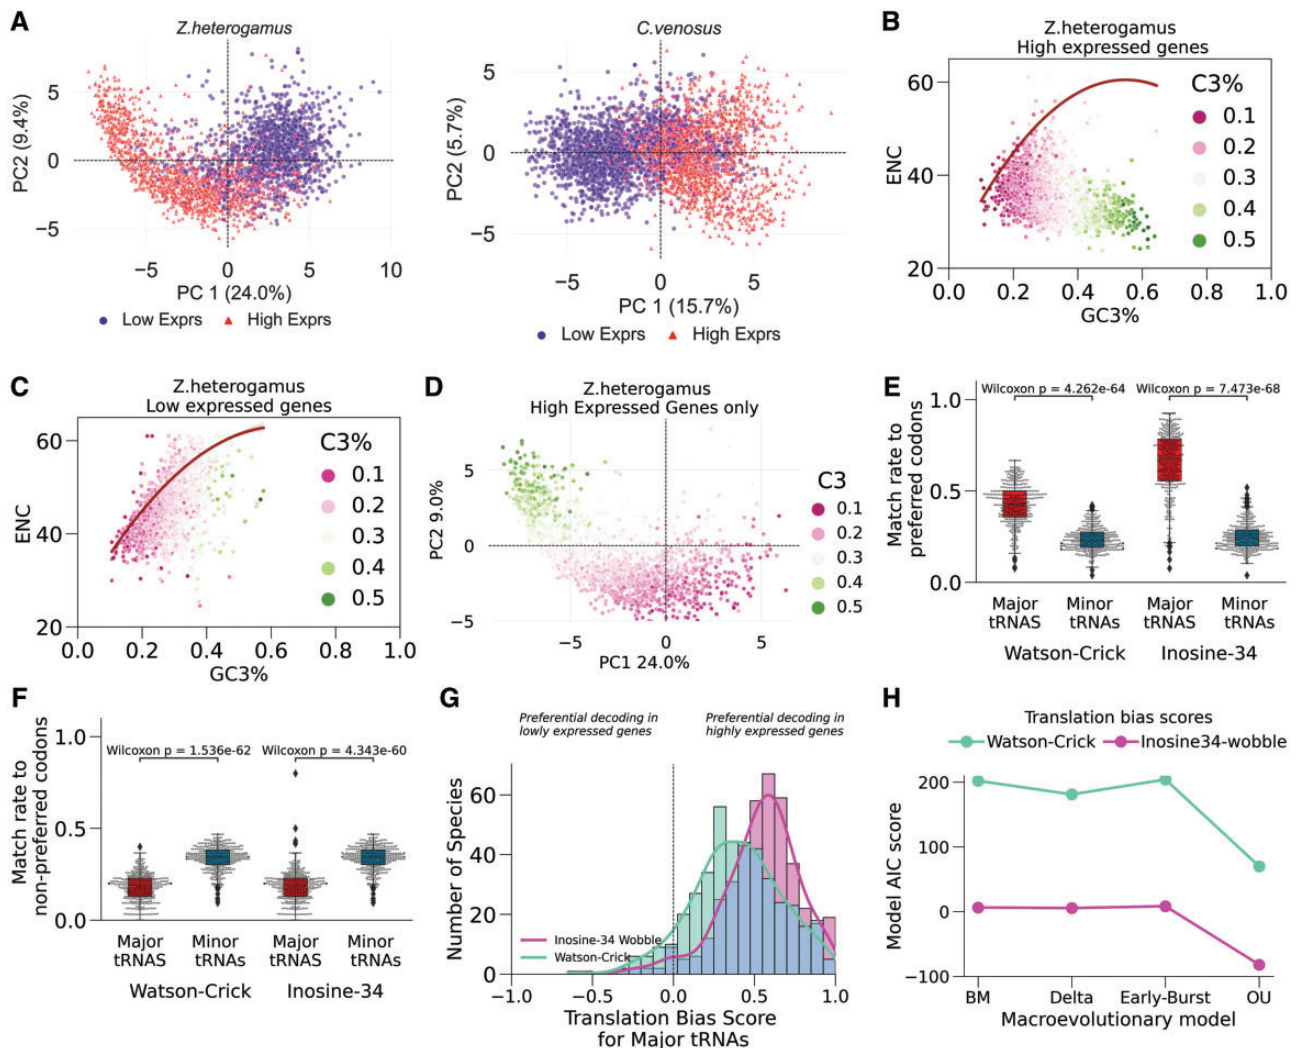 A
Z.heterogamus
PC2 (9.4%)
5
0
−5
−5
0
5
10
PC 1 (24.0%)
Low Exprs
High Exprs
C.venosus
PC2 (5.7%)
5
0
−5
−5
0
5
PC 1 (15.7%)
Low Exprs
High Exprs
B
Z.heterogamus
High expressed genes
ENC
60
40
20
0.0 0.2 0.4 0.6 0.8 1.0
GC3%
C3%
0.1
0.2
0.3
0.4
0.5
C
Z.heterogamus
Low expressed genes
ENC
60
40
20
0.0 0.2 0.4 0.6 0.8 1.0
GC3%
C3%
0.1
0.2
0.3
0.4
0.5
D
Z.heterogamus
High Expressed Genes only
PC2 9.0%
5
0
−5
−5
0
5
PC1 24.0%
C3
0.1
0.2
0.3
0.4
0.5
E
Wilcoxon p = 4.262e-64
Wilcoxon p = 7.473e-68
Match rate to
preferred codons
1.0
0.5
0.0
Major
tRNAS
Minor
tRNAs
Major
tRNAS
Minor
tRNAs
Watson-Crick
Inosine-34
F
Wilcoxon p = 1.536e-62
Wilcoxon p = 4.343e-60
Match rate to
non-preferred codons
1.0
0.5
0.0
Major
tRNAS
Minor
tRNAs
Major
tRNAS
Minor
tRNAs
Watson-Crick
Inosine-34
G
Preferential decoding in
lowly expressed genes
Preferential decoding in
highly expressed genes
Number of Species
60
40
20
0
Inosine-34 Wobble
Watson-Crick
−1.0
−0.5
0.0
0.5
1.0
Translation Bias Score
for Major tRNAs
H
Translation bias scores
Watson-Crick
Inosine34-wobble
Model AIC score
200
100
0
−100
BM
Delta
Early-Burst
OU
Macroevolutionary model